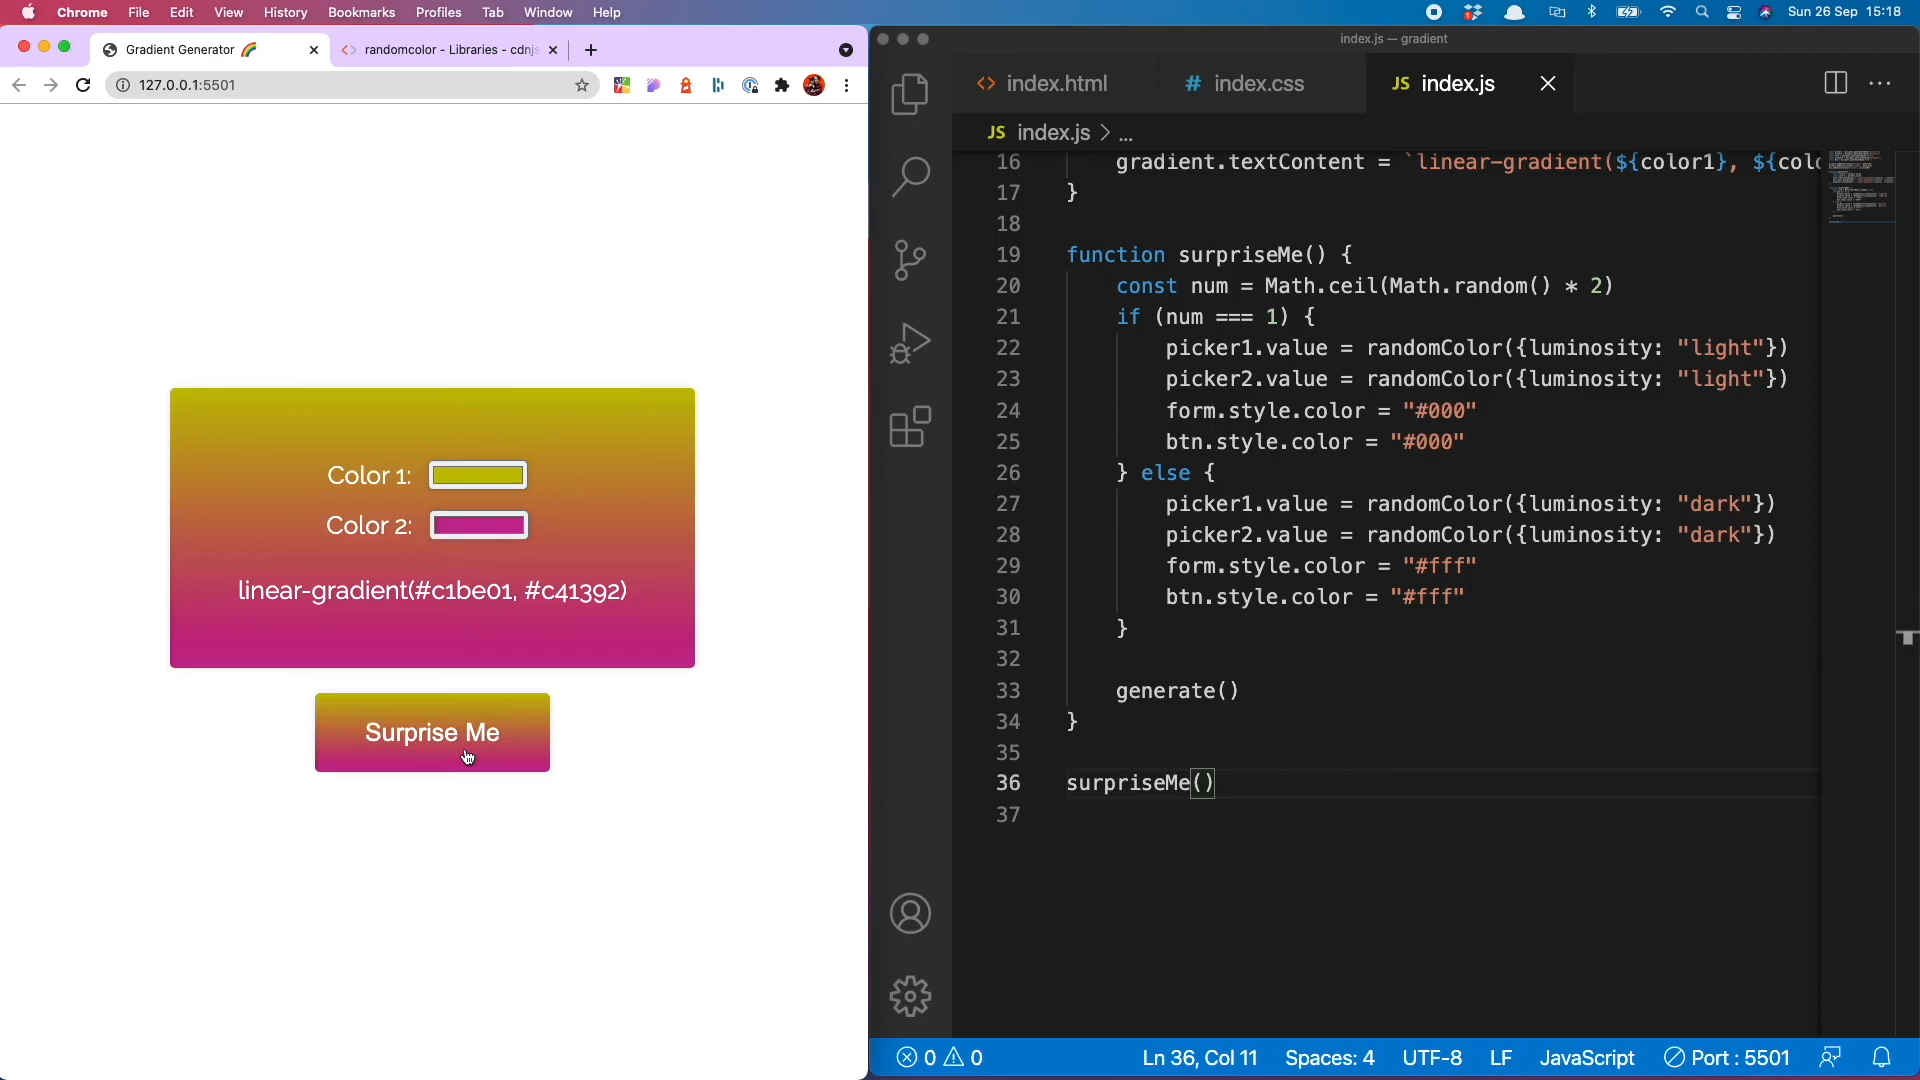 Chrome File Edit View History Bookmarks Profiles Tab Window Help Sun 26 Sep 15:18
Gradient Generator 🌈 randomcolor - Libraries - cdnjs
127.0.0.1:5501
Color 1:
Color 2:
linear-gradient(#c1be01, #c41392)
Surprise Me
index.js — gradient
index.html # index.css JS index.js
JS index.js > ...
16 gradient.textContent = `linear-gradient(${color1}, ${colo
17 }
18
19 function surpriseMe() {
20 const num = Math.ceil(Math.random() * 2)
21 if (num === 1) {
22 picker1.value = randomColor({luminosity: "light"})
23 picker2.value = randomColor({luminosity: "light"})
24 form.style.color = "#000"
25 btn.style.color = "#000"
26 } else {
27 picker1.value = randomColor({luminosity: "dark"})
28 picker2.value = randomColor({luminosity: "dark"})
29 form.style.color = "#fff"
30 btn.style.color = "#fff"
31 }
32
33 generate()
34 }
35
36 surpriseMe()
37
0 0 Ln 36, Col 11 Spaces: 4 UTF-8 LF JavaScript Port : 5501